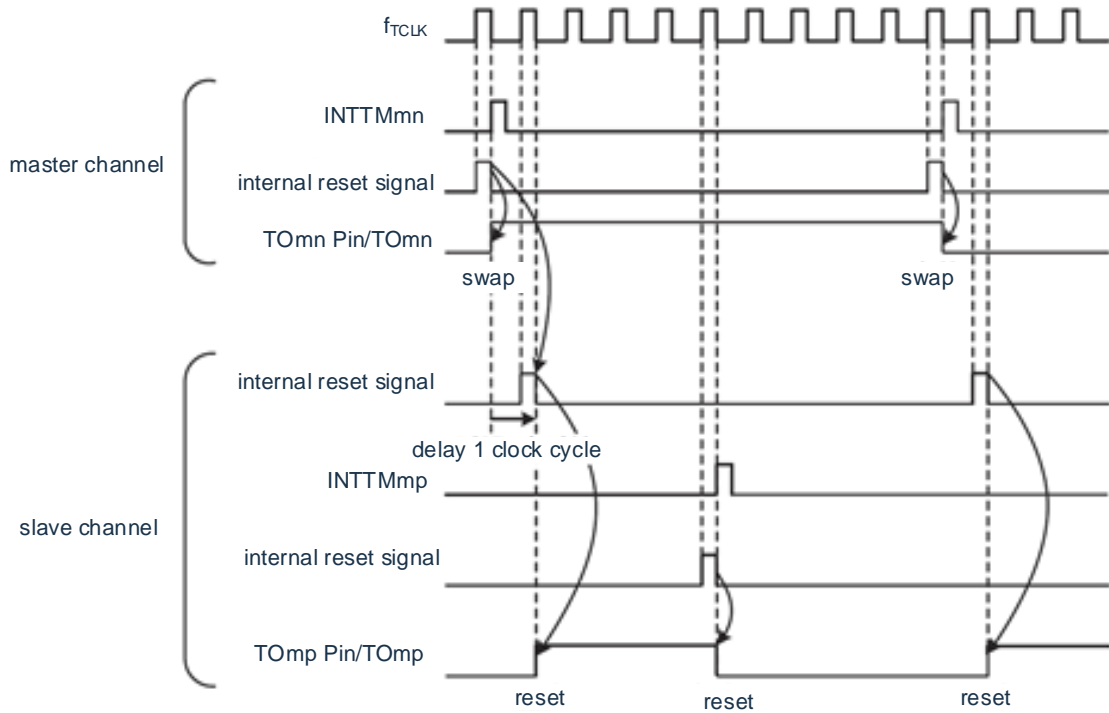 fTCLK
INTTMmn
master channel
internal reset signal
TOmn Pin/TOmn
swap
swap
internal reset signal
delay 1 clock cycle
INTTMmp
slave channel
internal reset signal
TOmp Pin/TOmp
reset
reset
reset